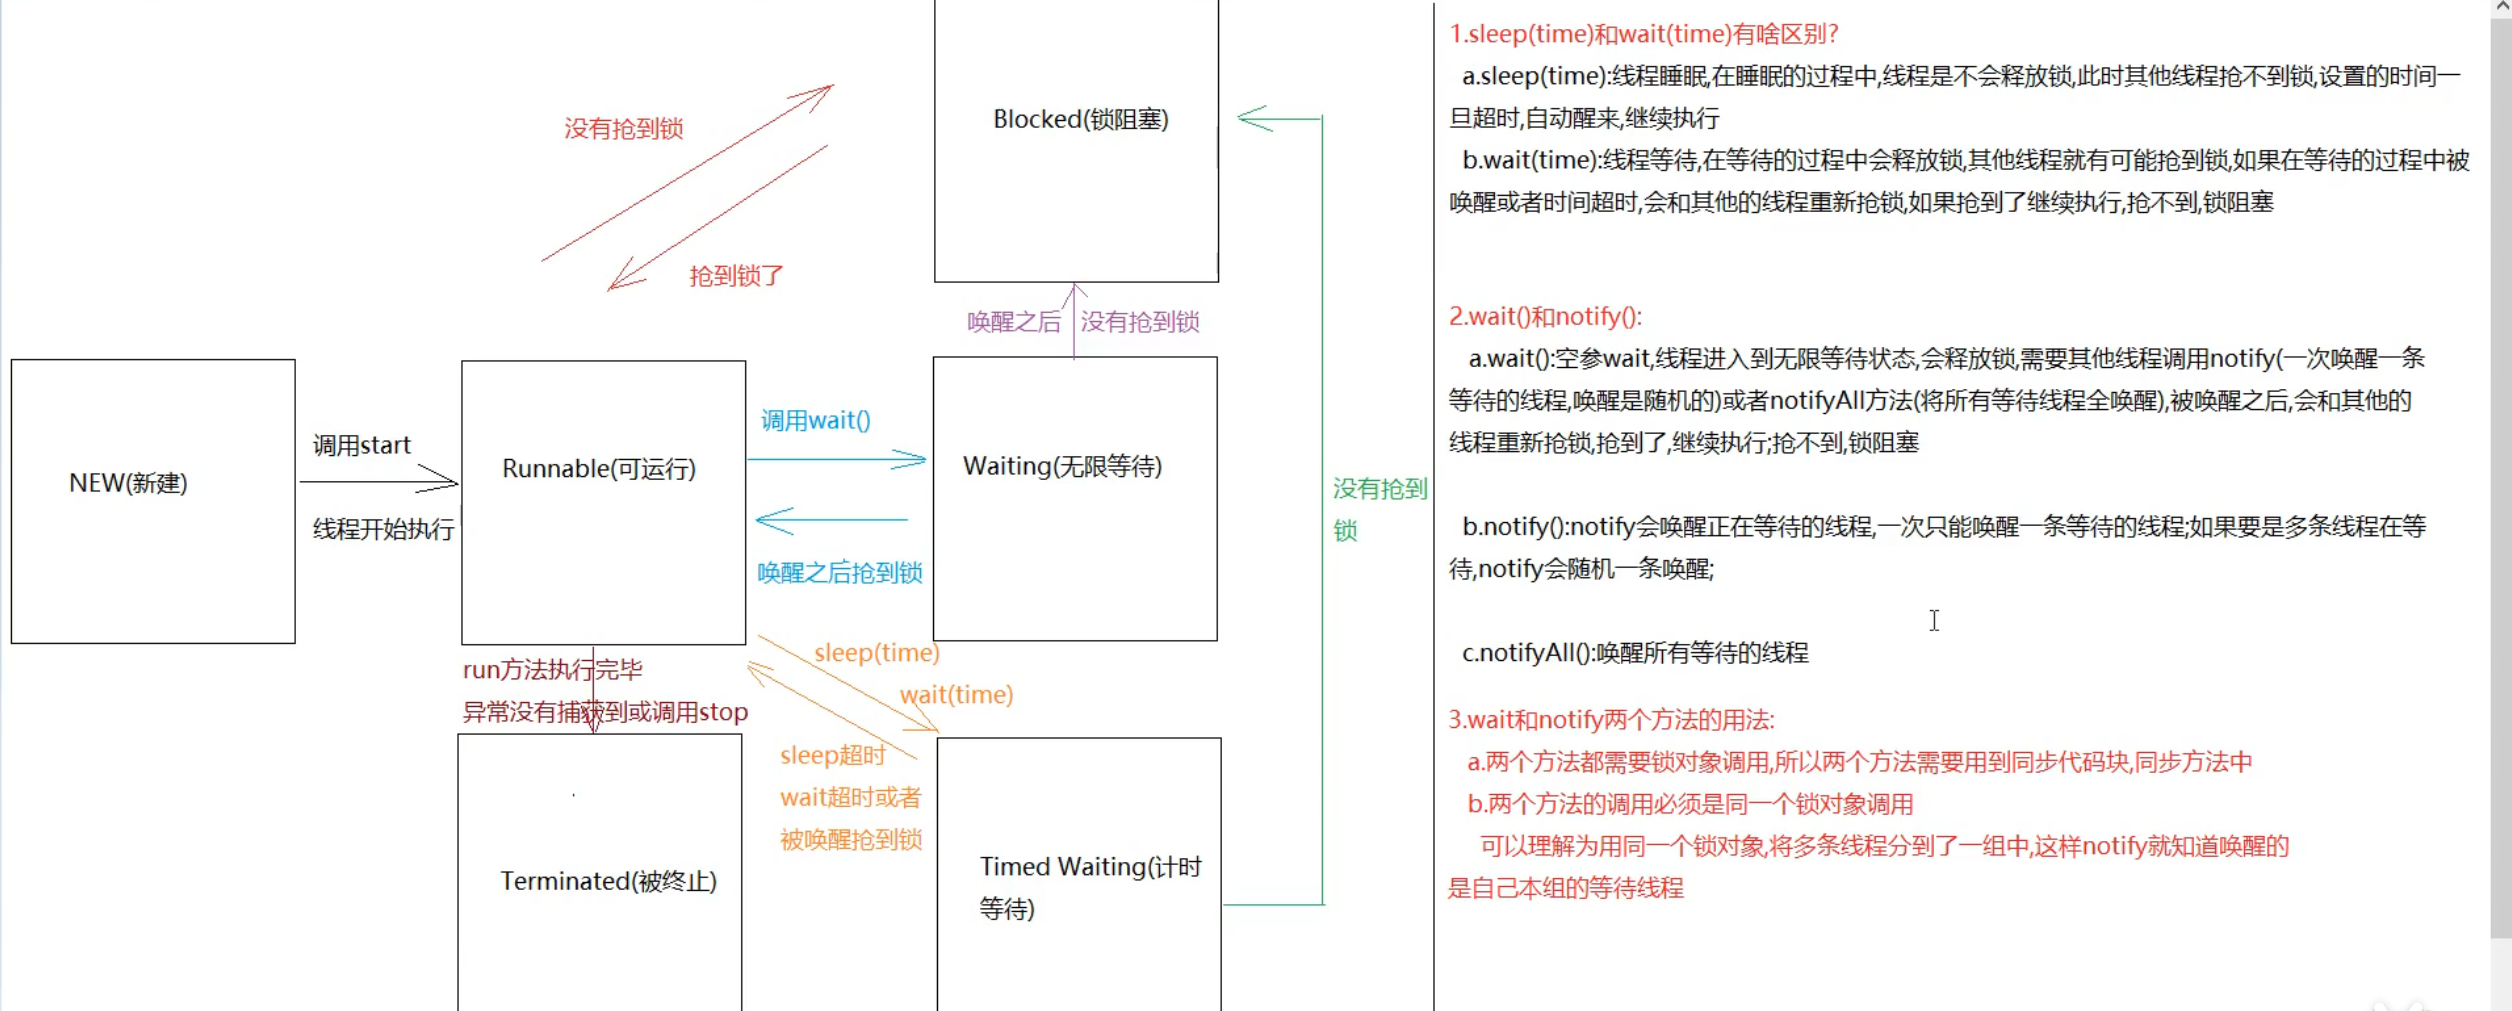 没有抢到锁
抢到锁了
Blocked(锁阻塞)
唤醒之后 没有抢到锁
NEW(新建)
调用start
线程开始执行
Runnable(可运行)
调用wait()
唤醒之后抢到锁
Waiting(无限等待)
没有抢到
锁
run方法执行完毕
异常没有捕获到或调用stop
sleep(time)
wait(time)
sleep超时
wait超时或者
被唤醒抢到锁
Terminated(被终止)
Timed Waiting(计时
等待)
1.sleep(time)和wait(time)有啥区别?
a.sleep(time):线程睡眠,在睡眠的过程中,线程是不会释放锁,此时其他线程抢不到锁,设置的时间一
旦超时,自动醒来,继续执行
b.wait(time):线程等待,在等待的过程中会释放锁,其他线程就有可能抢到锁,如果在等待的过程中被
唤醒或者时间超时,会和其他的线程重新抢锁,如果抢到了继续执行,抢不到,锁阻塞
2.wait()和notify():
a.wait():空参wait,线程进入到无限等待状态,会释放锁,需要其他线程调用notify(一次唤醒一条
等待的线程,唤醒是随机的)或者notifyAll方法(将所有等待线程全唤醒),被唤醒之后,会和其他的
线程重新抢锁,抢到了,继续执行;抢不到,锁阻塞
b.notify():notify会唤醒正在等待的线程,一次只能唤醒一条等待的线程;如果要是多条线程在等
待,notify会随机一条唤醒;
c.notifyAll():唤醒所有等待的线程
3.wait和notify两个方法的用法:
a.两个方法都需要锁对象调用,所以两个方法需要用到同步代码块,同步方法中
b.两个方法的调用必须是同一个锁对象调用
可以理解为用同一个锁对象,将多条线程分到了一组中,这样notify就知道唤醒的
是自己本组的等待线程